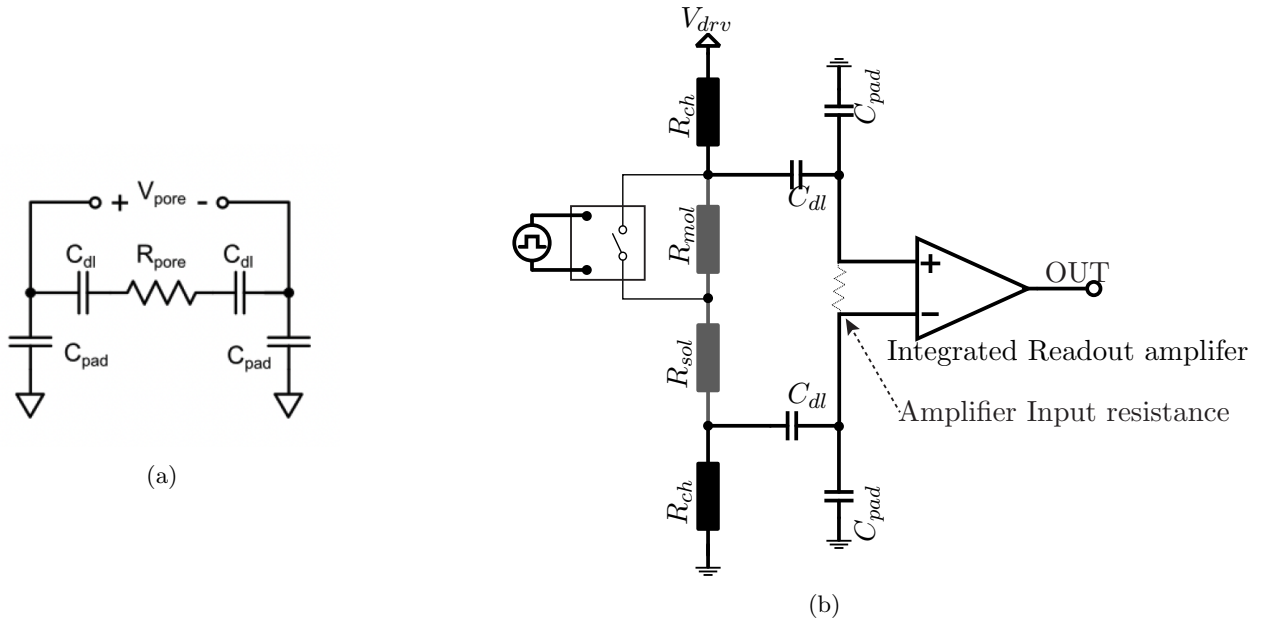 + V_pore -
C_dl
R_pore
C_dl
C_pad
C_pad
(a)
V_drv
R_ch
C_pad
C_dl
R_mol
+
OUT
−
R_sol
Integrated Readout amplifer
C_dl
Amplifier Input resistance
R_ch
C_pad
(b)